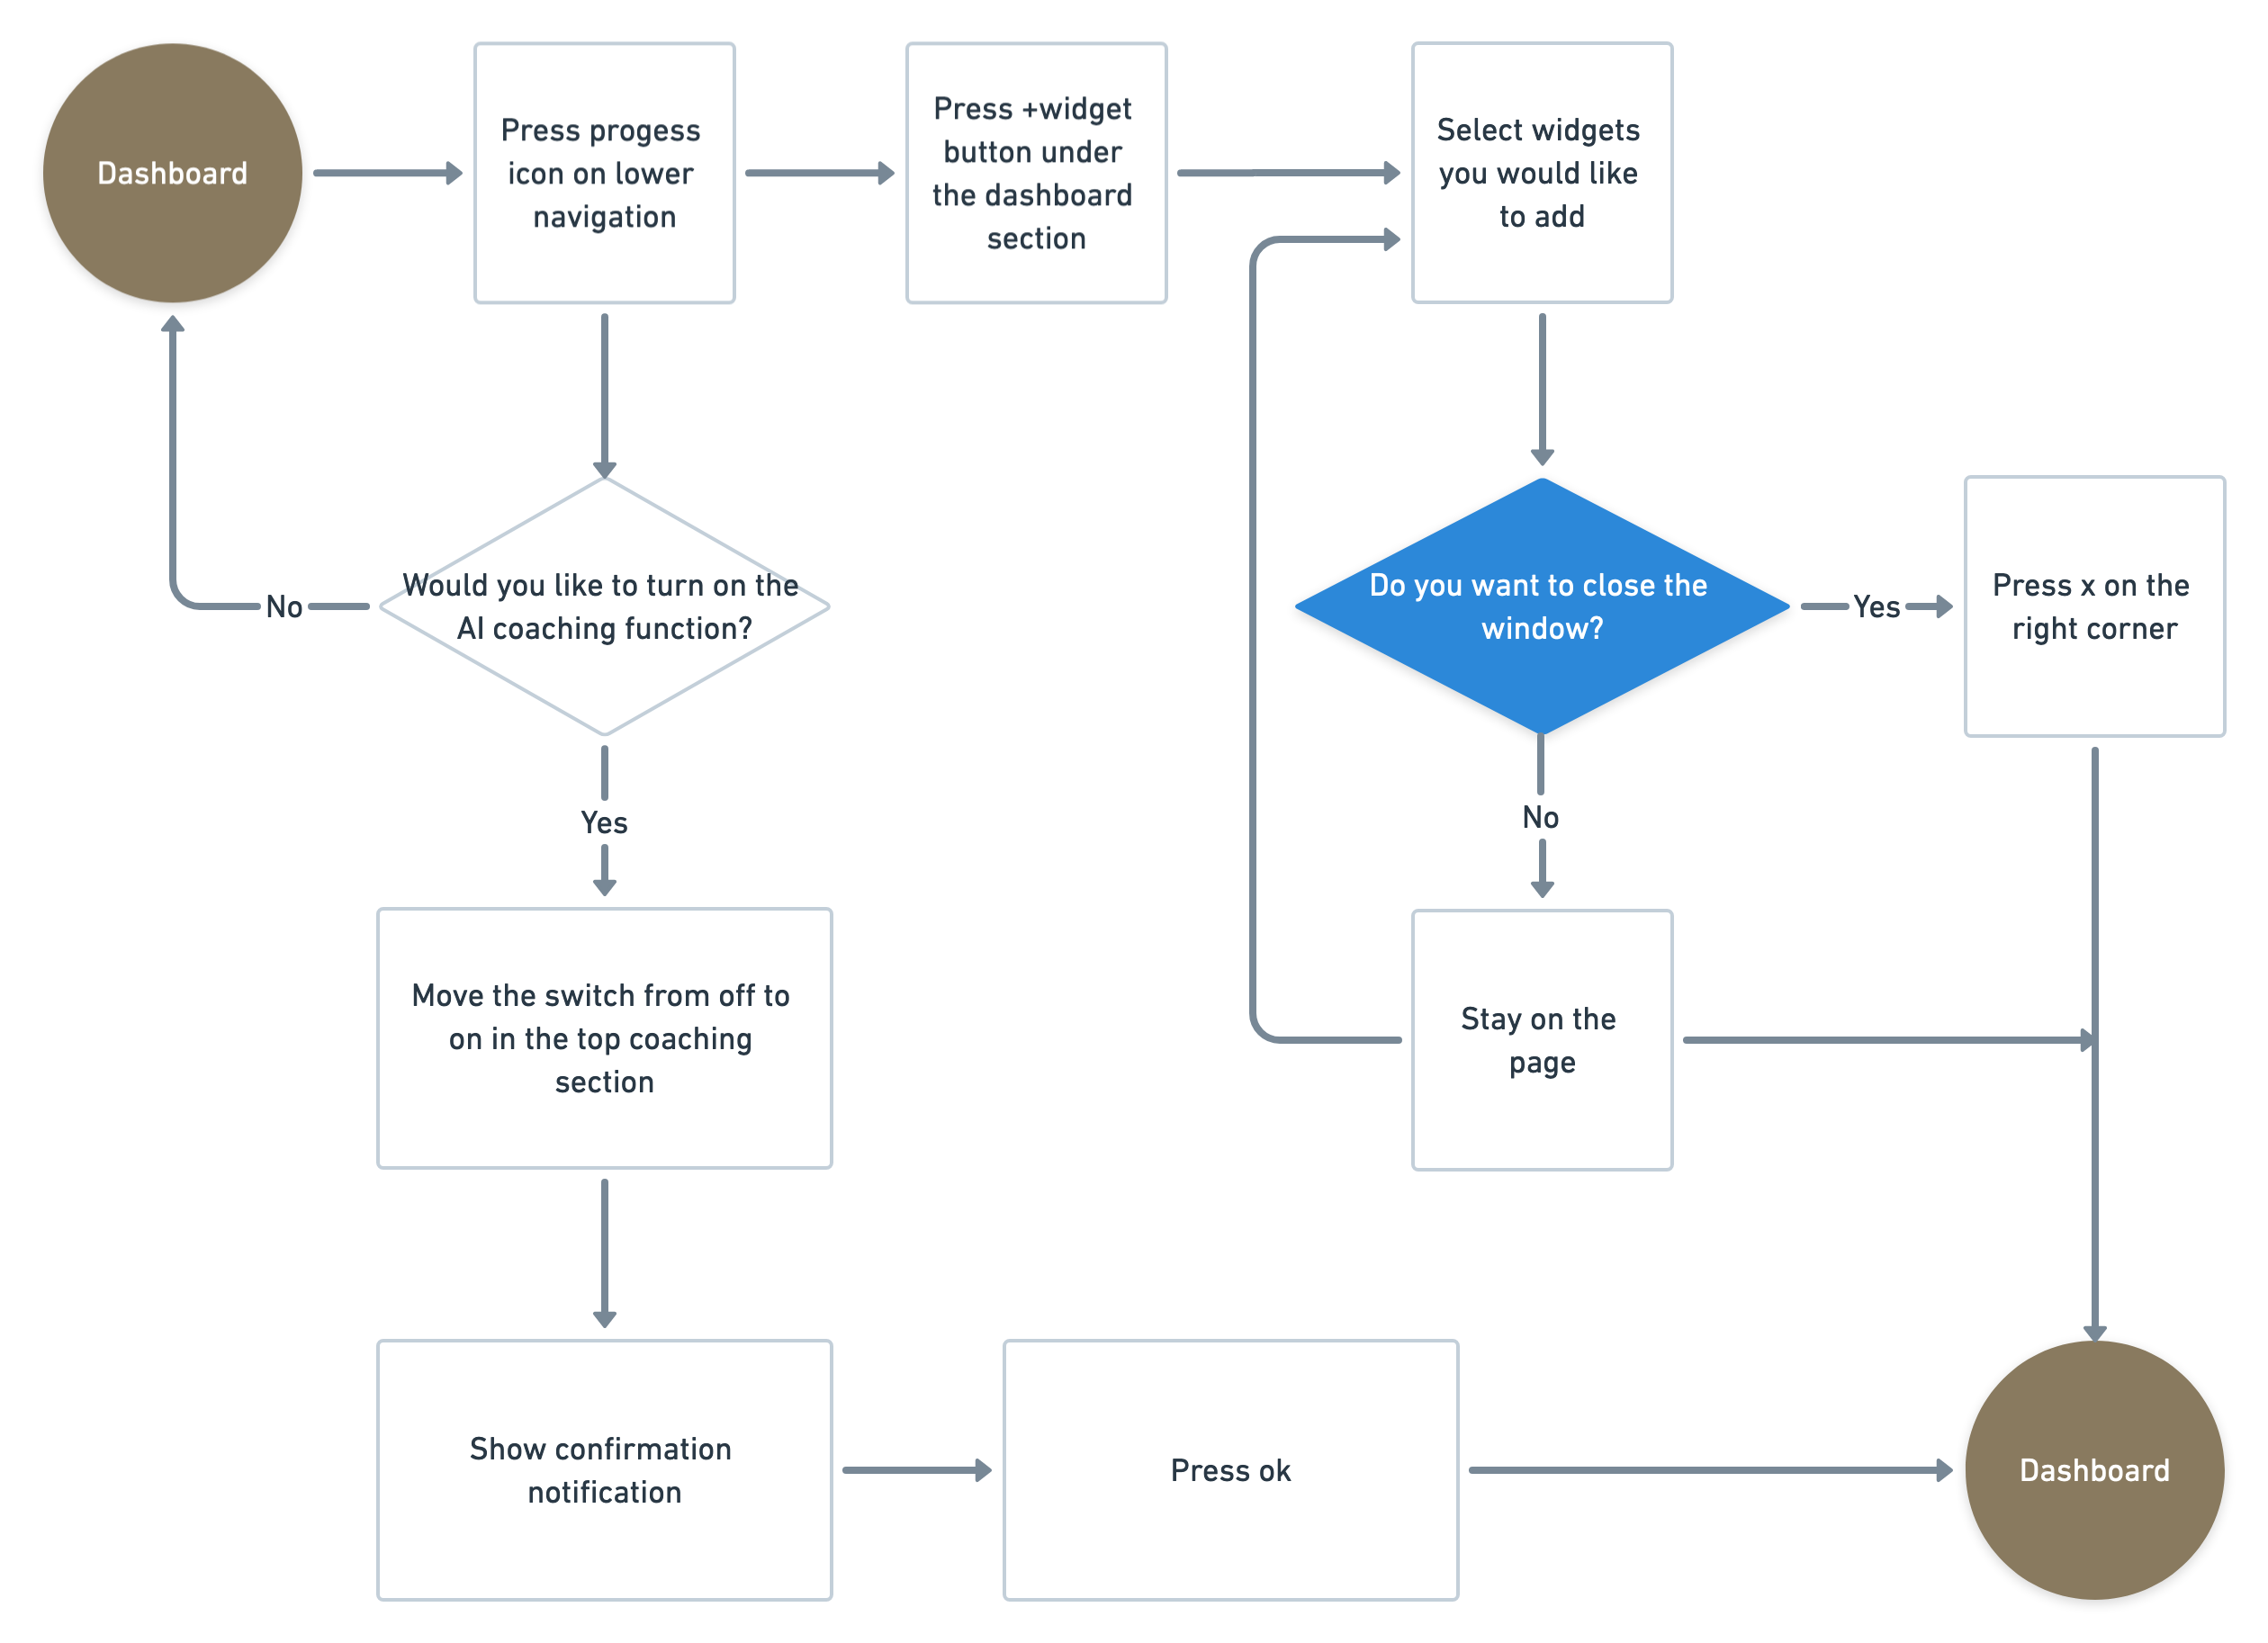 Dashboard
Press progess
icon on lower
navigation
Press +widget
button under
the dashboard
section
Select widgets
you would like
to add
Would you like to turn on the
AI coaching function?
No
Yes
Do you want to close the
window?
Yes
No
Press x on the
right corner
Move the switch from off to
on in the top coaching
section
Stay on the
page
Show confirmation
notification
Press ok
Dashboard